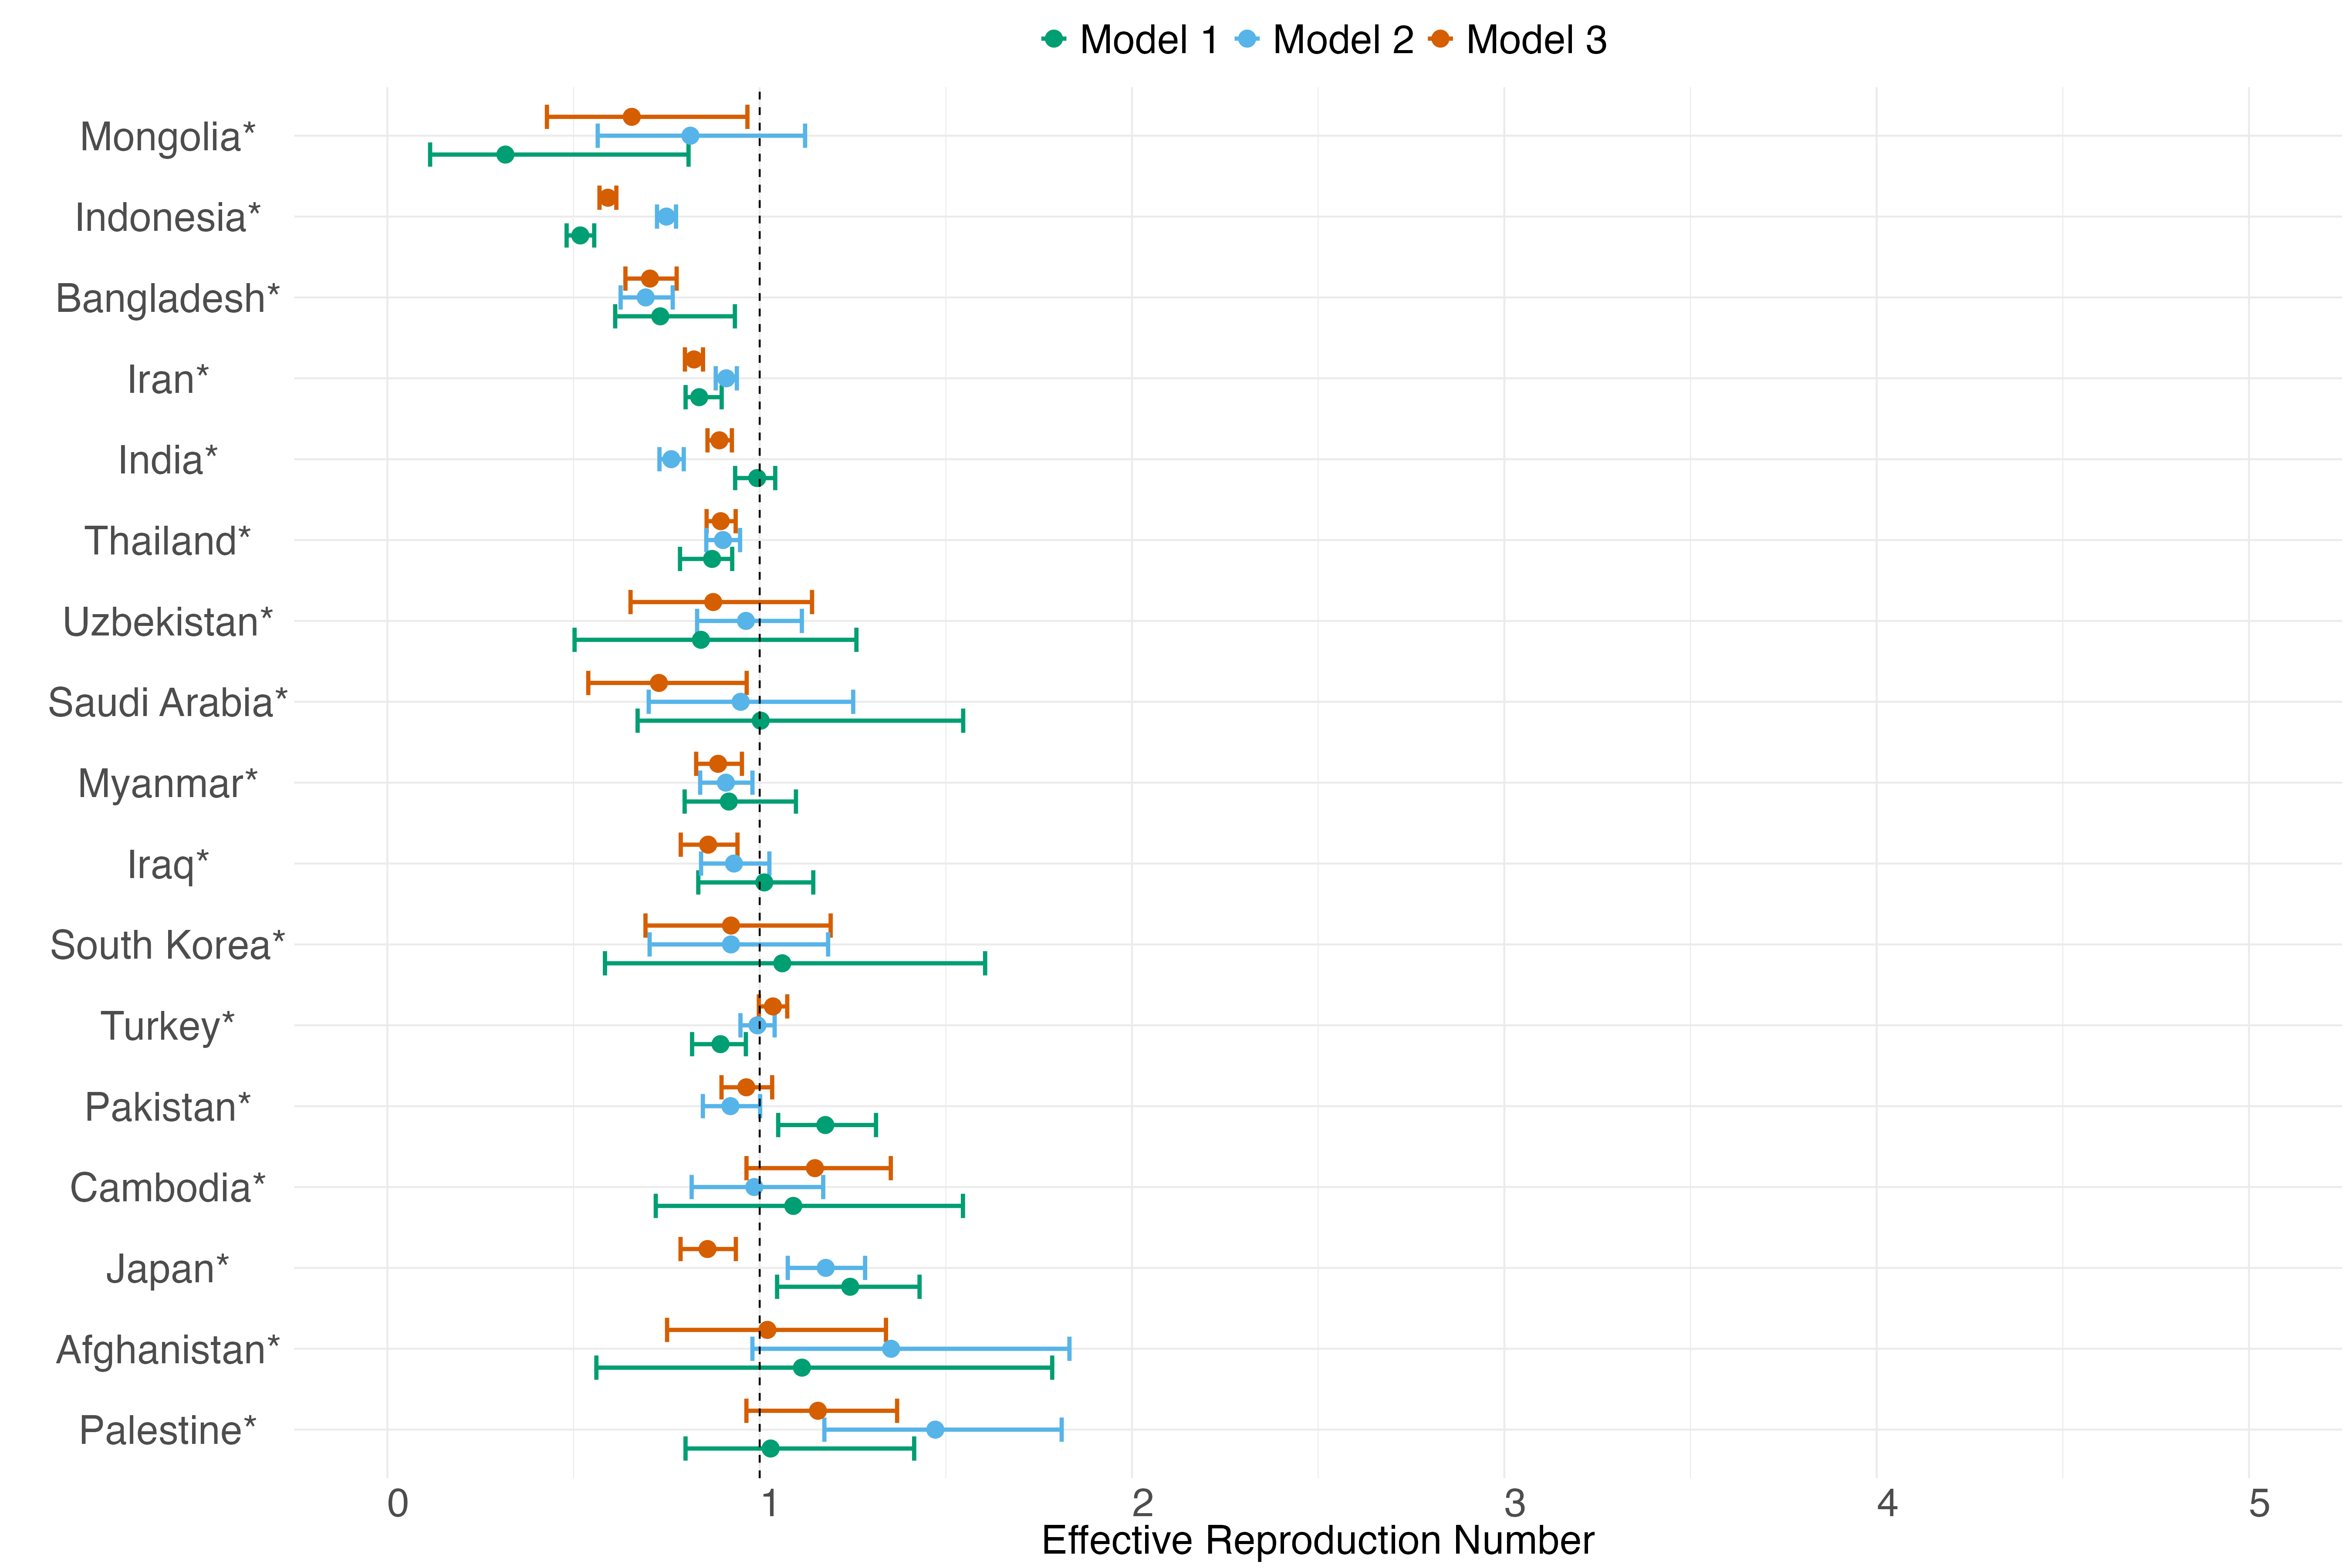 Model 1 Model 2 Model 3
Mongolia*
Indonesia*
Bangladesh*
Iran*
India*
Thailand*
Uzbekistan*
Saudi Arabia*
Myanmar*
Iraq*
South Korea*
Turkey*
Pakistan*
Cambodia*
Japan*
Afghanistan*
Palestine*
0 1 2 3 4 5
Effective Reproduction Number